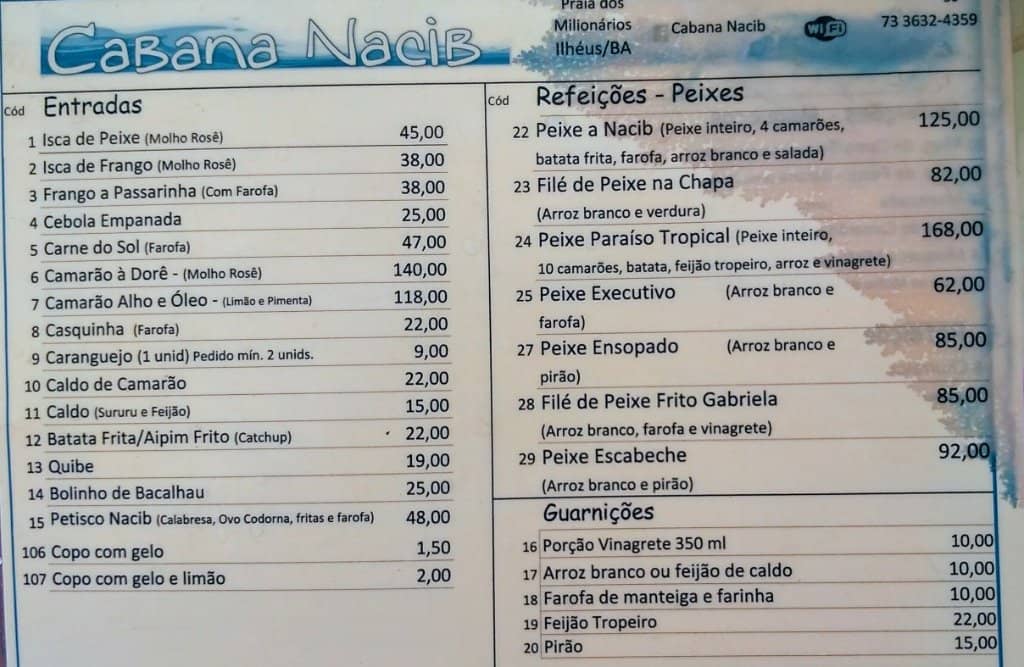 Cabana Nacib
Praia dos
Milionários
Ilhéus/BA
Cabana Nacib
WiFi
73 3632-4359
Cód Entradas
1 Isca de Peixe (Molho Rosê) 45,00
2 Isca de Frango (Molho Rosê) 38,00
3 Frango a Passarinha (Com Farofa) 38,00
4 Cebola Empanada 25,00
5 Carne do Sol (Farofa) 47,00
6 Camarão à Dorê - (Molho Rosê) 140,00
7 Camarão Alho e Óleo - (Limão e Pimenta) 118,00
8 Casquinha (Farofa) 22,00
9 Caranguejo (1 unid) Pedido mín. 2 unids. 9,00
10 Caldo de Camarão 22,00
11 Caldo (Sururu e Feijão) 15,00
12 Batata Frita/Aipim Frito (Catchup) 22,00
13 Quibe 19,00
14 Bolinho de Bacalhau 25,00
15 Petisco Nacib (Calabresa, Ovo Codorna, fritas e farofa) 48,00
106 Copo com gelo 1,50
107 Copo com gelo e limão 2,00
Cód Refeições - Peixes
22 Peixe a Nacib (Peixe inteiro, 4 camarões, 125,00
batata frita, farofa, arroz branco e salada)
23 Filé de Peixe na Chapa 82,00
(Arroz branco e verdura)
24 Peixe Paraíso Tropical (Peixe inteiro, 168,00
10 camarões, batata, feijão tropeiro, arroz e vinagrete)
25 Peixe Executivo (Arroz branco e 62,00
farofa)
27 Peixe Ensopado (Arroz branco e 85,00
pirão)
28 Filé de Peixe Frito Gabriela 85,00
(Arroz branco, farofa e vinagrete)
29 Peixe Escabeche 92,00
(Arroz branco e pirão)
Guarnições
16 Porção Vinagrete 350 ml 10,00
17 Arroz branco ou feijão de caldo 10,00
18 Farofa de manteiga e farinha 10,00
19 Feijão Tropeiro 22,00
20 Pirão 15,00